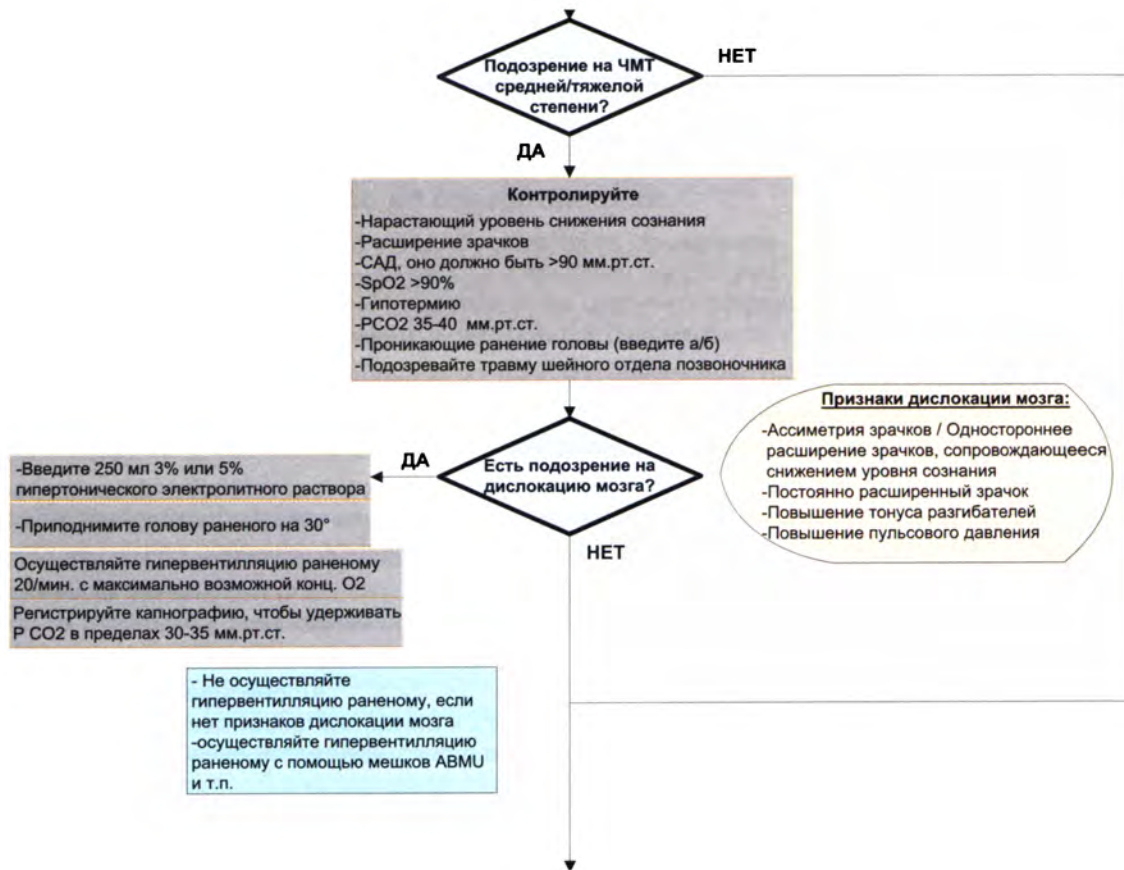 Подозрение на ЧМТ
средней/тяжелой
степени?
НЕТ
ДА
Контролируйте
-Нарастающий уровень снижения сознания
-Расширение зрачков
-САД, оно должно быть >90 мм.рт.ст.
-SpO2 >90%
-Гипотермию
-PCO2 35-40 мм.рт.ст.
-Проникающие ранение головы (введите а/б)
-Подозревайте травму шейного отдела позвоночника
Признаки дислокации мозга:
-Ассиметрия зрачков / Одностороннее
расширение зрачков, сопровождающееся
снижением уровня сознания
-Постоянно расширенный зрачок
-Повышение тонуса разгибателей
-Повышение пульсового давления
Есть подозрение на
дислокацию мозга?
ДА
НЕТ
-Введите 250 мл 3% или 5%
гипертонического электролитного раствора
-Приподнимите голову раненого на 30°
Осуществляйте гипервентилляцию раненому
20/мин. с максимально возможной конц. О2
Регистрируйте капнографию, чтобы удерживать
Р СО2 в пределах 30-35 мм.рт.ст.
- Не осуществляйте
гипервентилляцию раненому, если
нет признаков дислокации мозга
-осуществляйте гипервентилляцию
раненому с помощью мешков ABMU
и т.п.